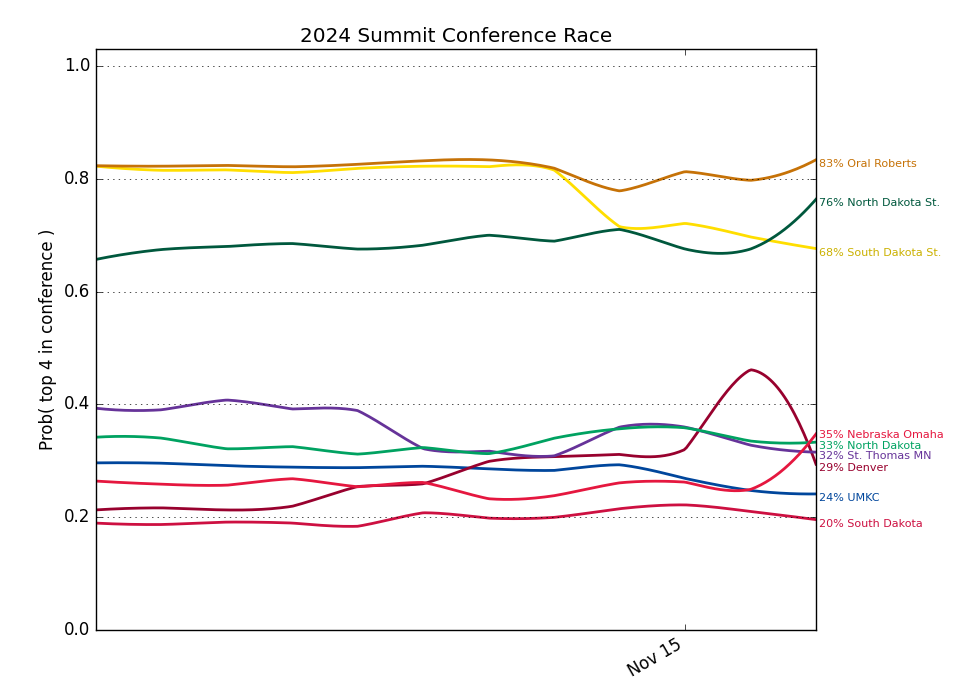 2024 Summit Conference Race
Prob( top 4 in conference )
1.0
0.8
0.6
0.4
0.2
0.0
Nov 15
83% Oral Roberts
76% North Dakota St.
68% South Dakota St.
35% Nebraska Omaha
33% North Dakota
32% St. Thomas MN
29% Denver
24% UMKC
20% South Dakota